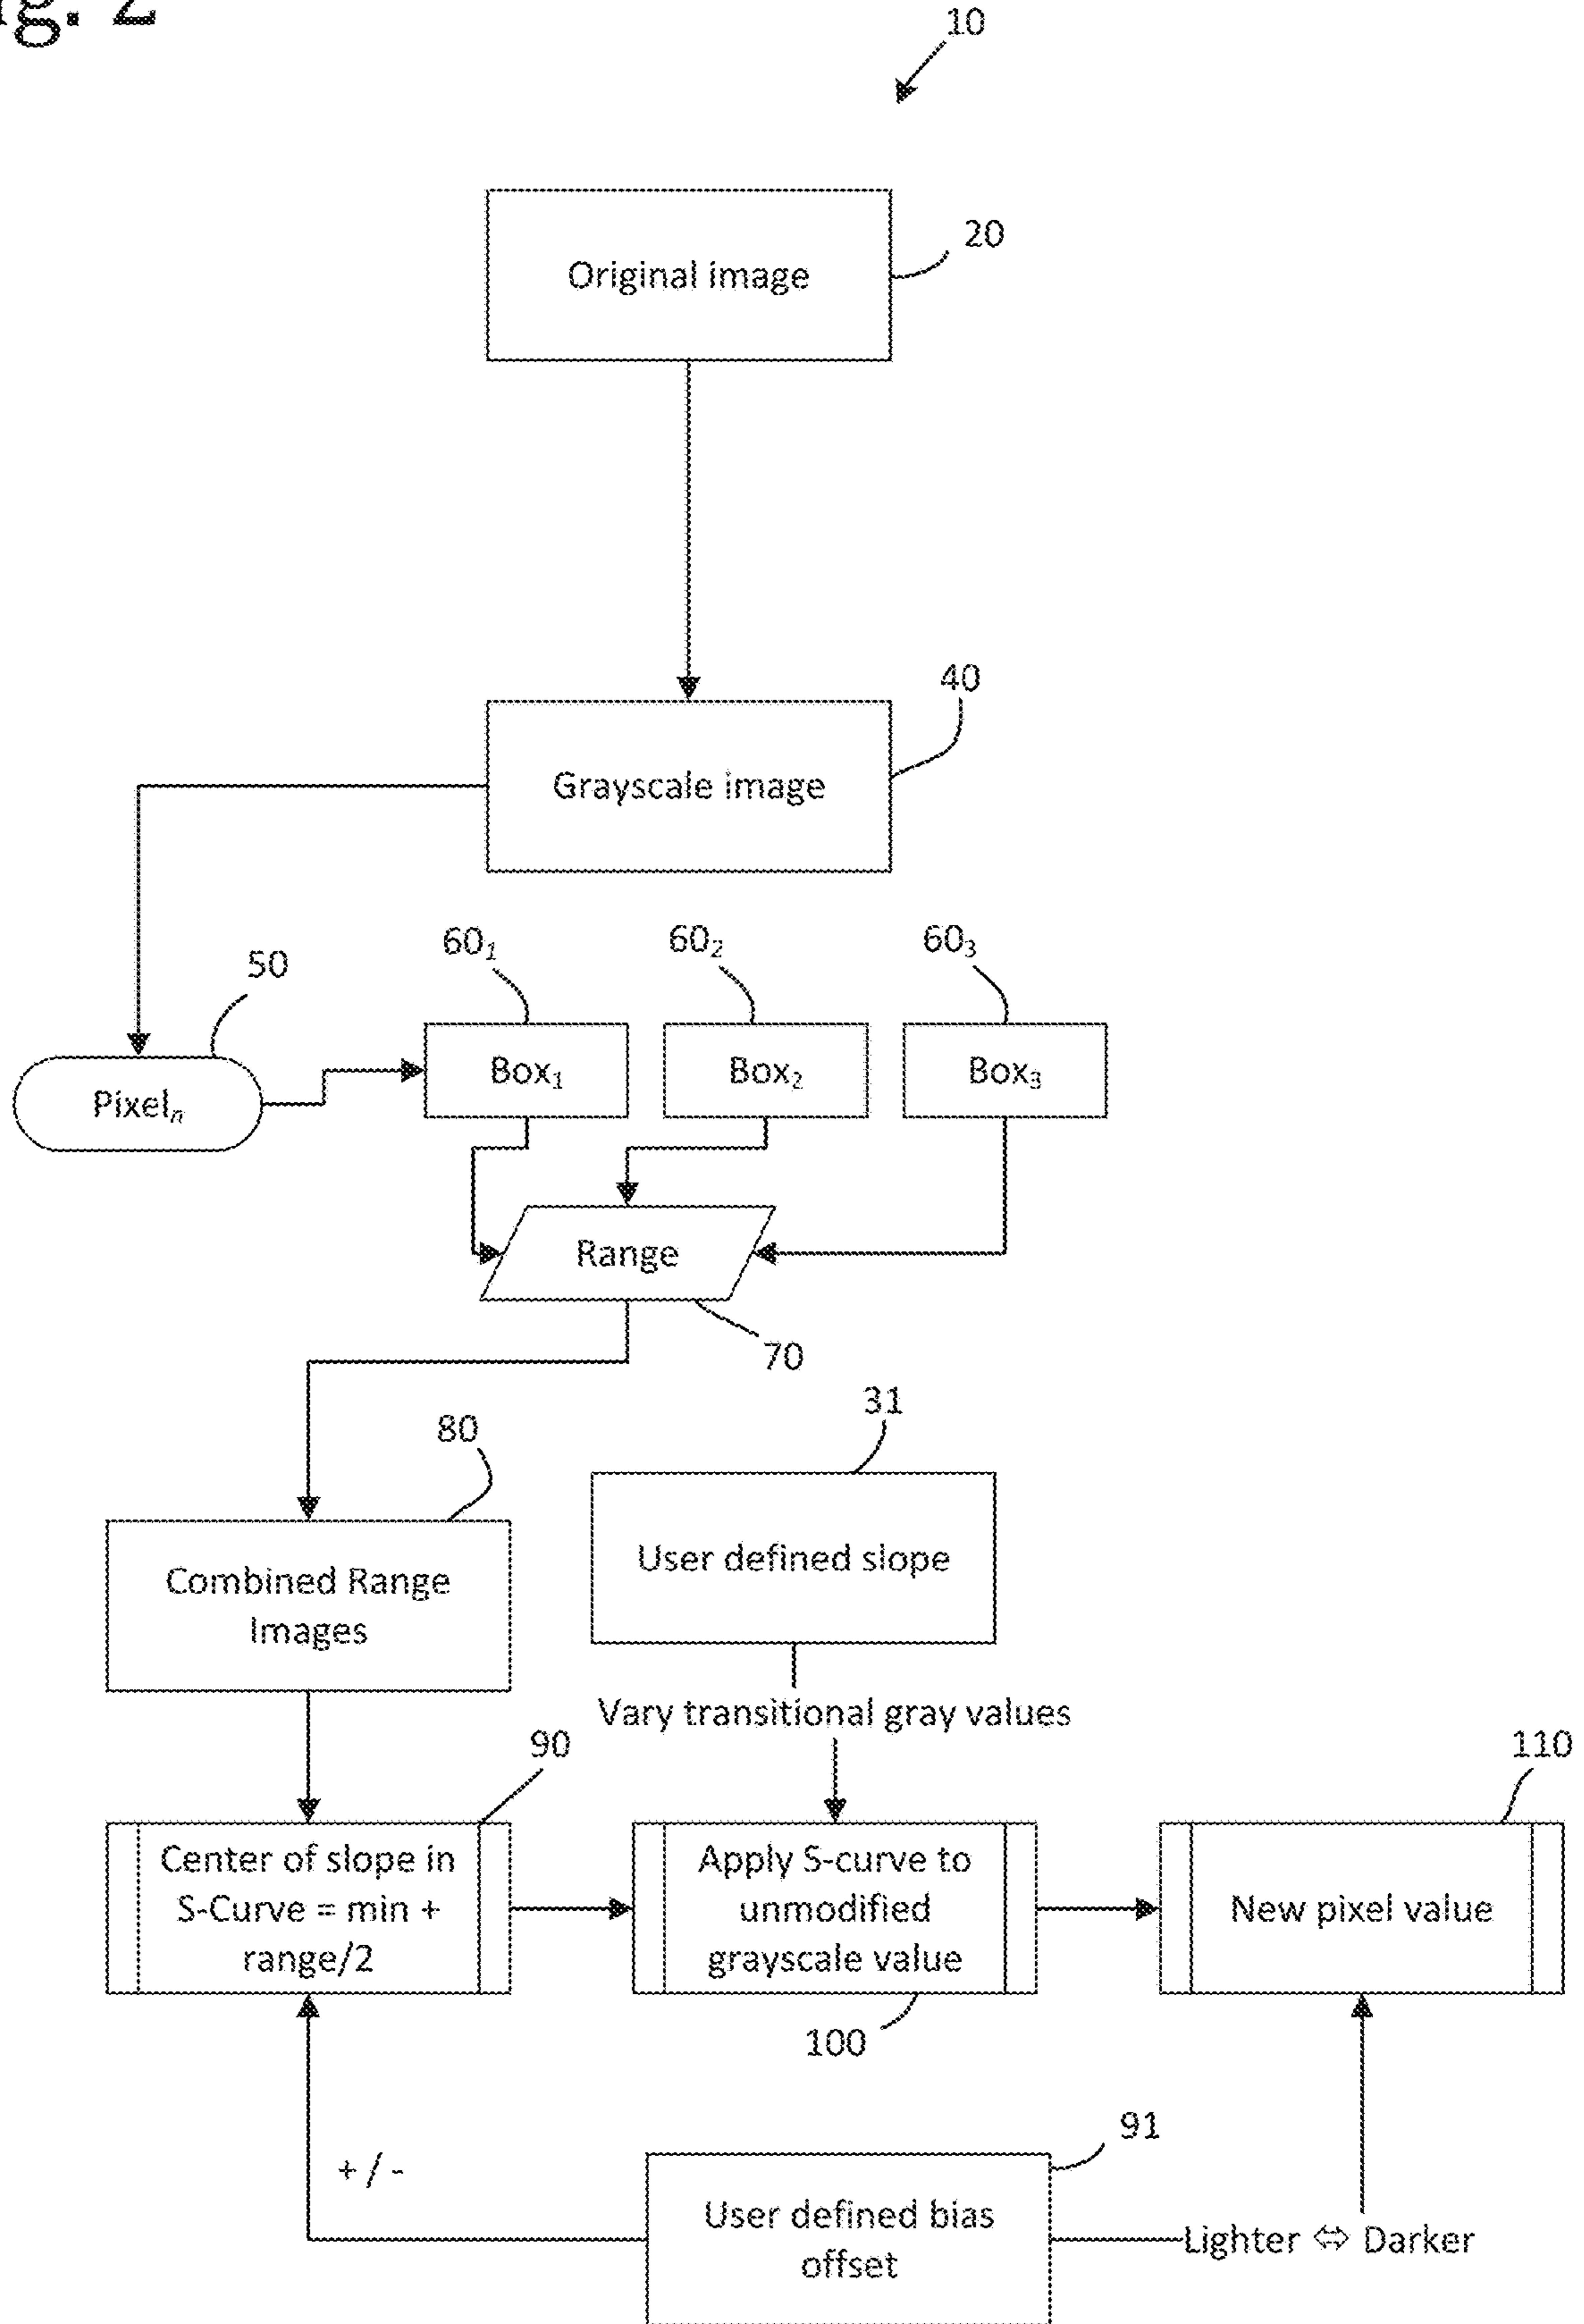 g. 2
10
Original image
20
Grayscale image
40
50
60₁
60₂
60₃
Pixelₙ
Box₁
Box₂
Box₃
Range
70
31
80
User defined slope
Combined Range
Images
Vary transitional gray values
90
110
Center of slope in
S-Curve = min +
range/2
Apply S-curve to
unmodified
grayscale value
New pixel value
100
91
+ / -
User defined bias
offset
Lighter ⇔ Darker